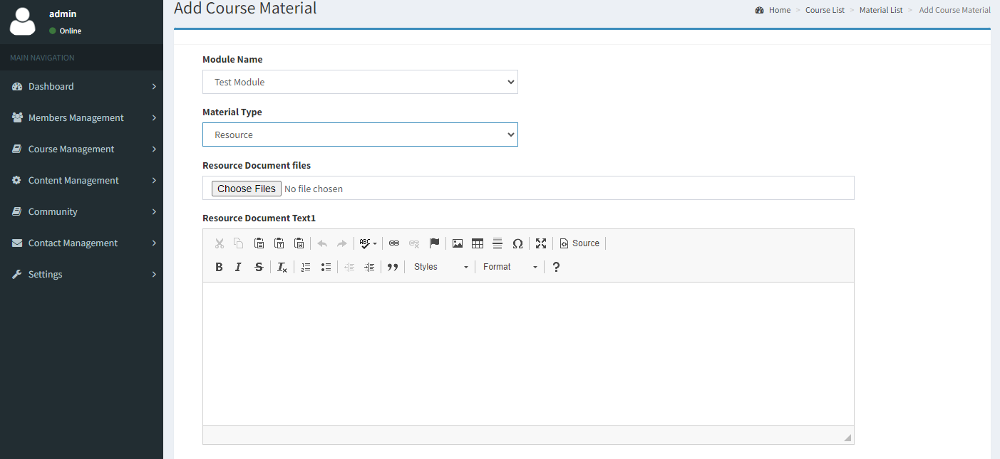 admin
Online
MAIN NAVIGATION
Dashboard
Members Management
Course Management
Content Management
Community
Contact Management
Settings
Add Course Material
Home > Course List > Material List > Add Course Material
Module Name
Test Module
Material Type
Resource
Resource Document files
Choose Files No file chosen
Resource Document Text1
ABC Ω Source
B I S Ix Styles Format ?